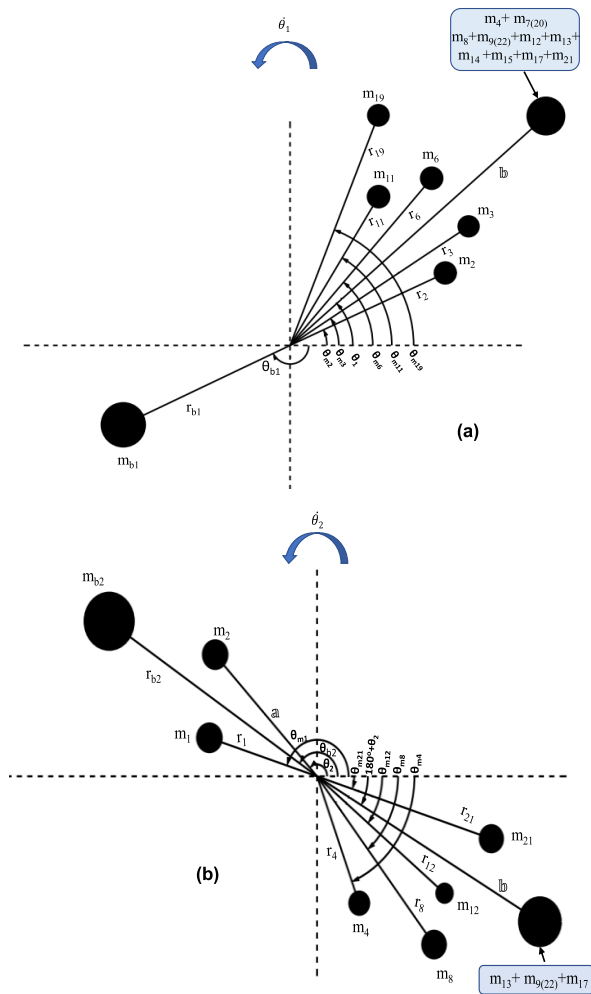 θ̇₁
m₄+ m₇₍₂₀₎
m₈+m₉₍₂₂₎+m₁₂+m₁₃+
m₁₄ +m₁₅+m₁₇+m₂₁
m₁₉
r₁₉
m₆
m₁₁
𝕓
r₆
r₁₁
m₃
r₃
m₂
r₂
θb1
θm2
θm3
θ₁
θm6
θm11
θm19
rb1
mb1
(a)
θ̇₂
mb2
m₂
rb2
𝕒
m₁
r₁
θm1
θb2
θ₂
θm21
180°+θ₂
θm12
θm8
θm4
r₂₁
m₂₁
r₄
r₁₂
𝕓
(b)
r₈
m₁₂
m₄
m₈
m₁₃+ m₉₍₂₂₎+m₁₇